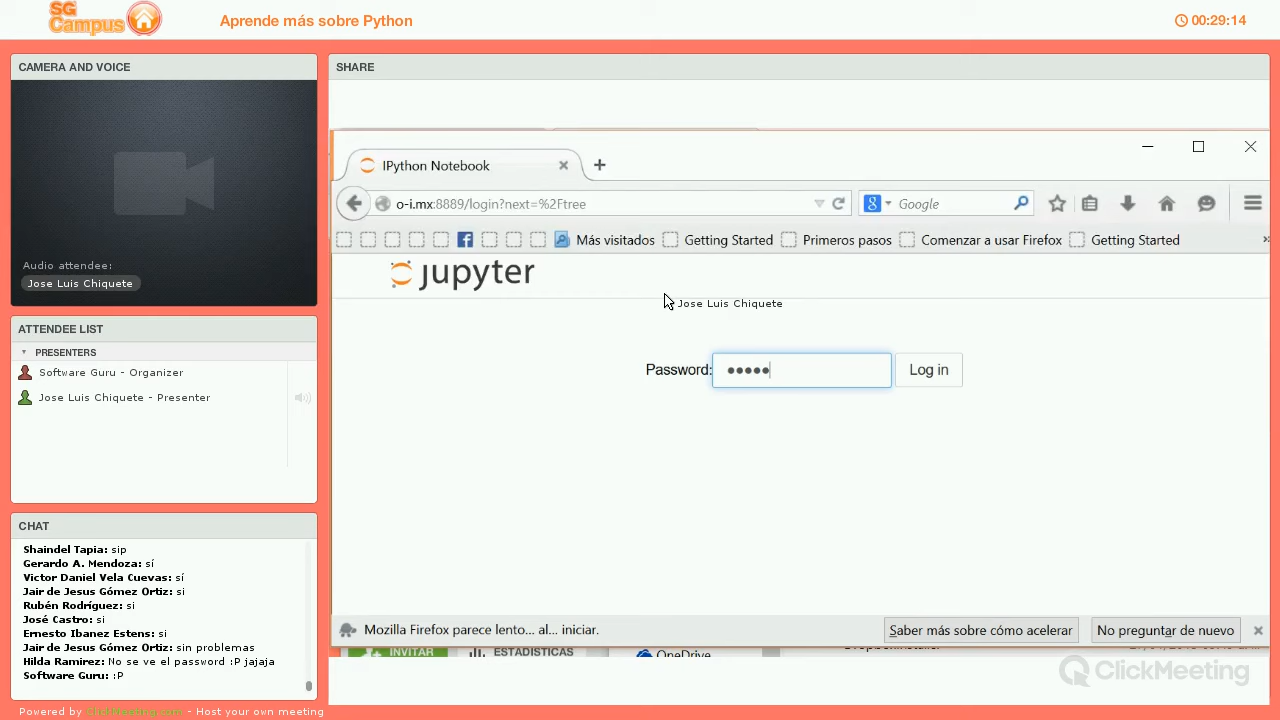 SG
Campus
Aprende más sobre Python
00:29:14
CAMERA AND VOICE
Audio attendee:
Jose Luis Chiquete
ATTENDEE LIST
PRESENTERS
Software Guru - Organizer
Jose Luis Chiquete - Presenter
CHAT
Shaindel Tapia: sip
Gerardo A. Mendoza: sí
Victor Daniel Vela Cuevas: sí
Jair de Jesus Gómez Ortiz: si
Rubén Rodríguez: si
José Castro: si
Ernesto Ibanez Estens: si
Jair de Jesus Gómez Ortiz: sin problemas
Hilda Ramirez: No se ve el password :P jajaja
Software Guru: :P
Powered by ClickMeeting.com - Host your own meeting
SHARE
IPython Notebook
o-i.mx:8889/login?next=%2Ftree
Google
Más visitados
Getting Started
Primeros pasos
Comenzar a usar Firefox
Getting Started
jupyter
Jose Luis Chiquete
Password: •••••
Log in
Mozilla Firefox parece lento... al... iniciar.
Saber más sobre cómo acelerar
No preguntar de nuevo
INVITAR
ESTADÍSTICAS
OneDrive
ClickMeeting